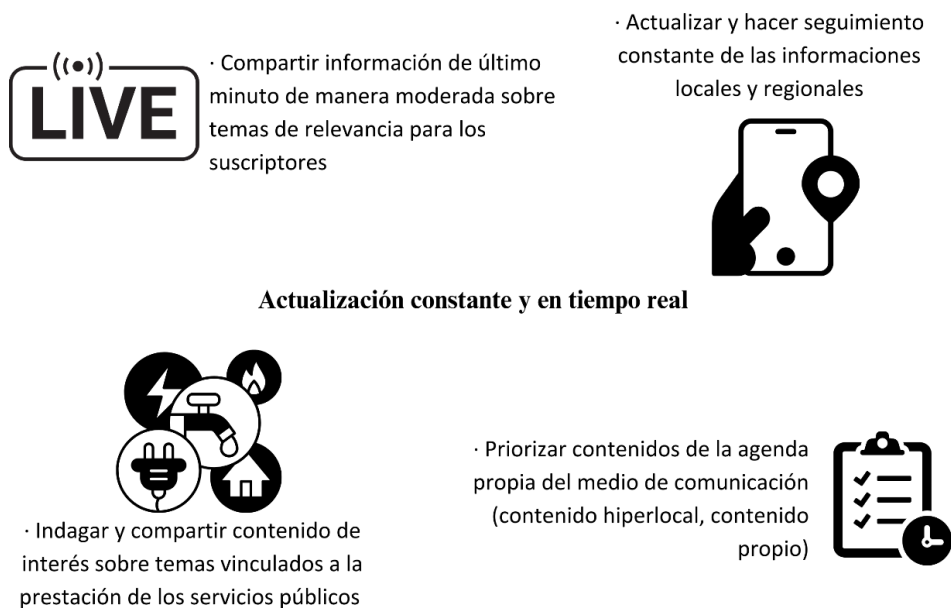 LIVE
· Compartir información de último
minuto de manera moderada sobre
temas de relevancia para los
suscriptores
· Actualizar y hacer seguimiento
constante de las informaciones
locales y regionales
Actualización constante y en tiempo real
· Indagar y compartir contenido de
interés sobre temas vinculados a la
prestación de los servicios públicos
· Priorizar contenidos de la agenda
propia del medio de comunicación
(contenido hiperlocal, contenido
propio)